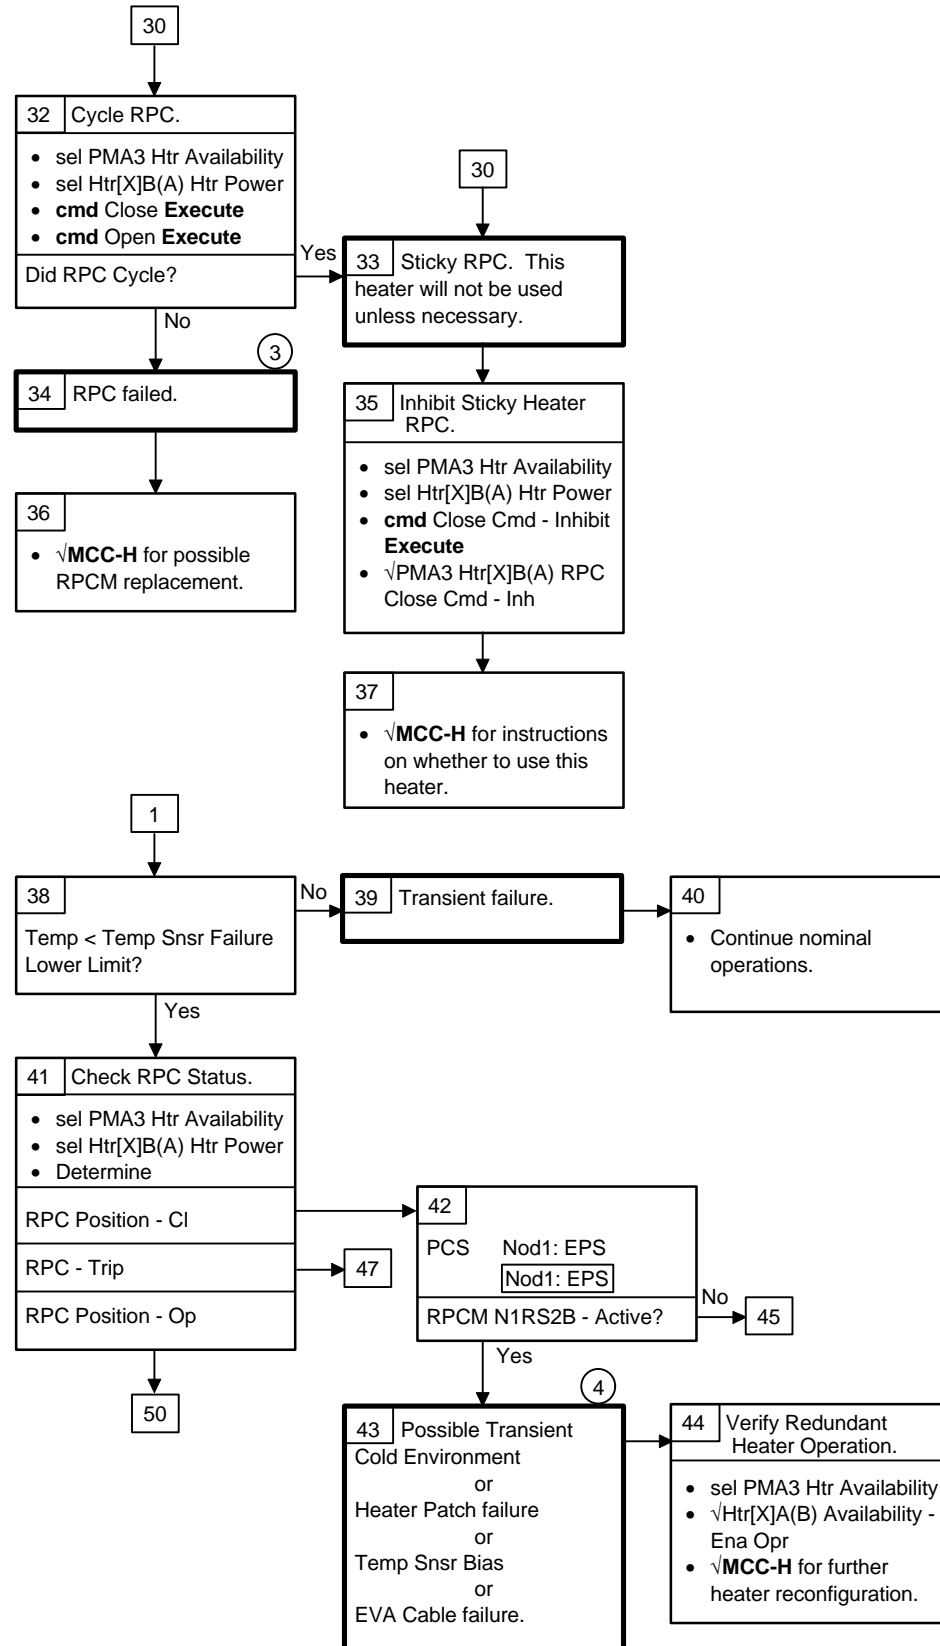 30
32 Cycle RPC.
• sel PMA3 Htr Availability
• sel Htr[X]B(A) Htr Power
• cmd Close Execute
• cmd Open Execute
Did RPC Cycle?
Yes
No
30
33 Sticky RPC. This
heater will not be used
unless necessary.
3
34 RPC failed.
35 Inhibit Sticky Heater
RPC.
• sel PMA3 Htr Availability
• sel Htr[X]B(A) Htr Power
• cmd Close Cmd - Inhibit
Execute
• √PMA3 Htr[X]B(A) RPC
Close Cmd - Inh
36
• √MCC-H for possible
RPCM replacement.
37
• √MCC-H for instructions
on whether to use this
heater.
1
38
Temp < Temp Snsr Failure
Lower Limit?
No
Yes
39 Transient failure.
40
• Continue nominal
operations.
41 Check RPC Status.
• sel PMA3 Htr Availability
• sel Htr[X]B(A) Htr Power
• Determine
RPC Position - Cl
RPC - Trip
47
RPC Position - Op
50
42
PCS Nod1: EPS
Nod1: EPS
RPCM N1RS2B - Active?
No
45
Yes
4
43 Possible Transient
Cold Environment
or
Heater Patch failure
or
Temp Snsr Bias
or
EVA Cable failure.
44 Verify Redundant
Heater Operation.
• sel PMA3 Htr Availability
• √Htr[X]A(B) Availability -
Ena Opr
• √MCC-H for further
heater reconfiguration.